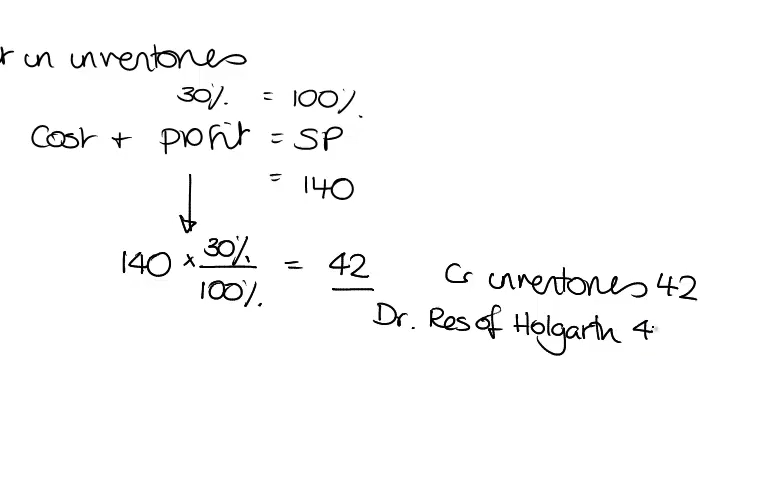 r in inventories
30% = 100%.
Cost + profit = SP
= 140
140 × 30% / 100%. = 42
Cr inventories 42
Dr. Res of Holgarth 4